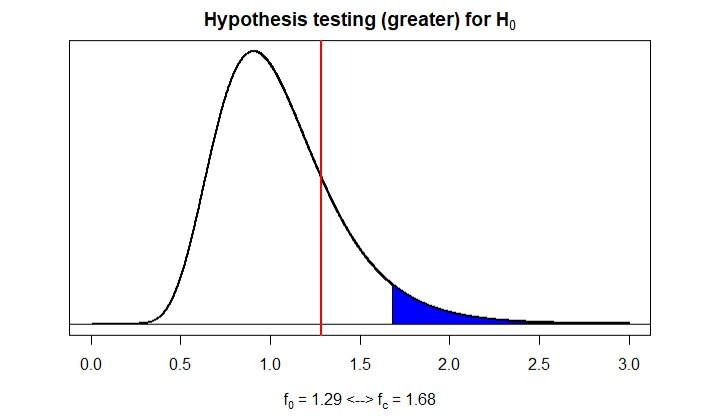 Hypothesis testing (greater) for H₀
0.0 0.5 1.0 1.5 2.0 2.5 3.0
f₀ = 1.29 <--> f꜀ = 1.68